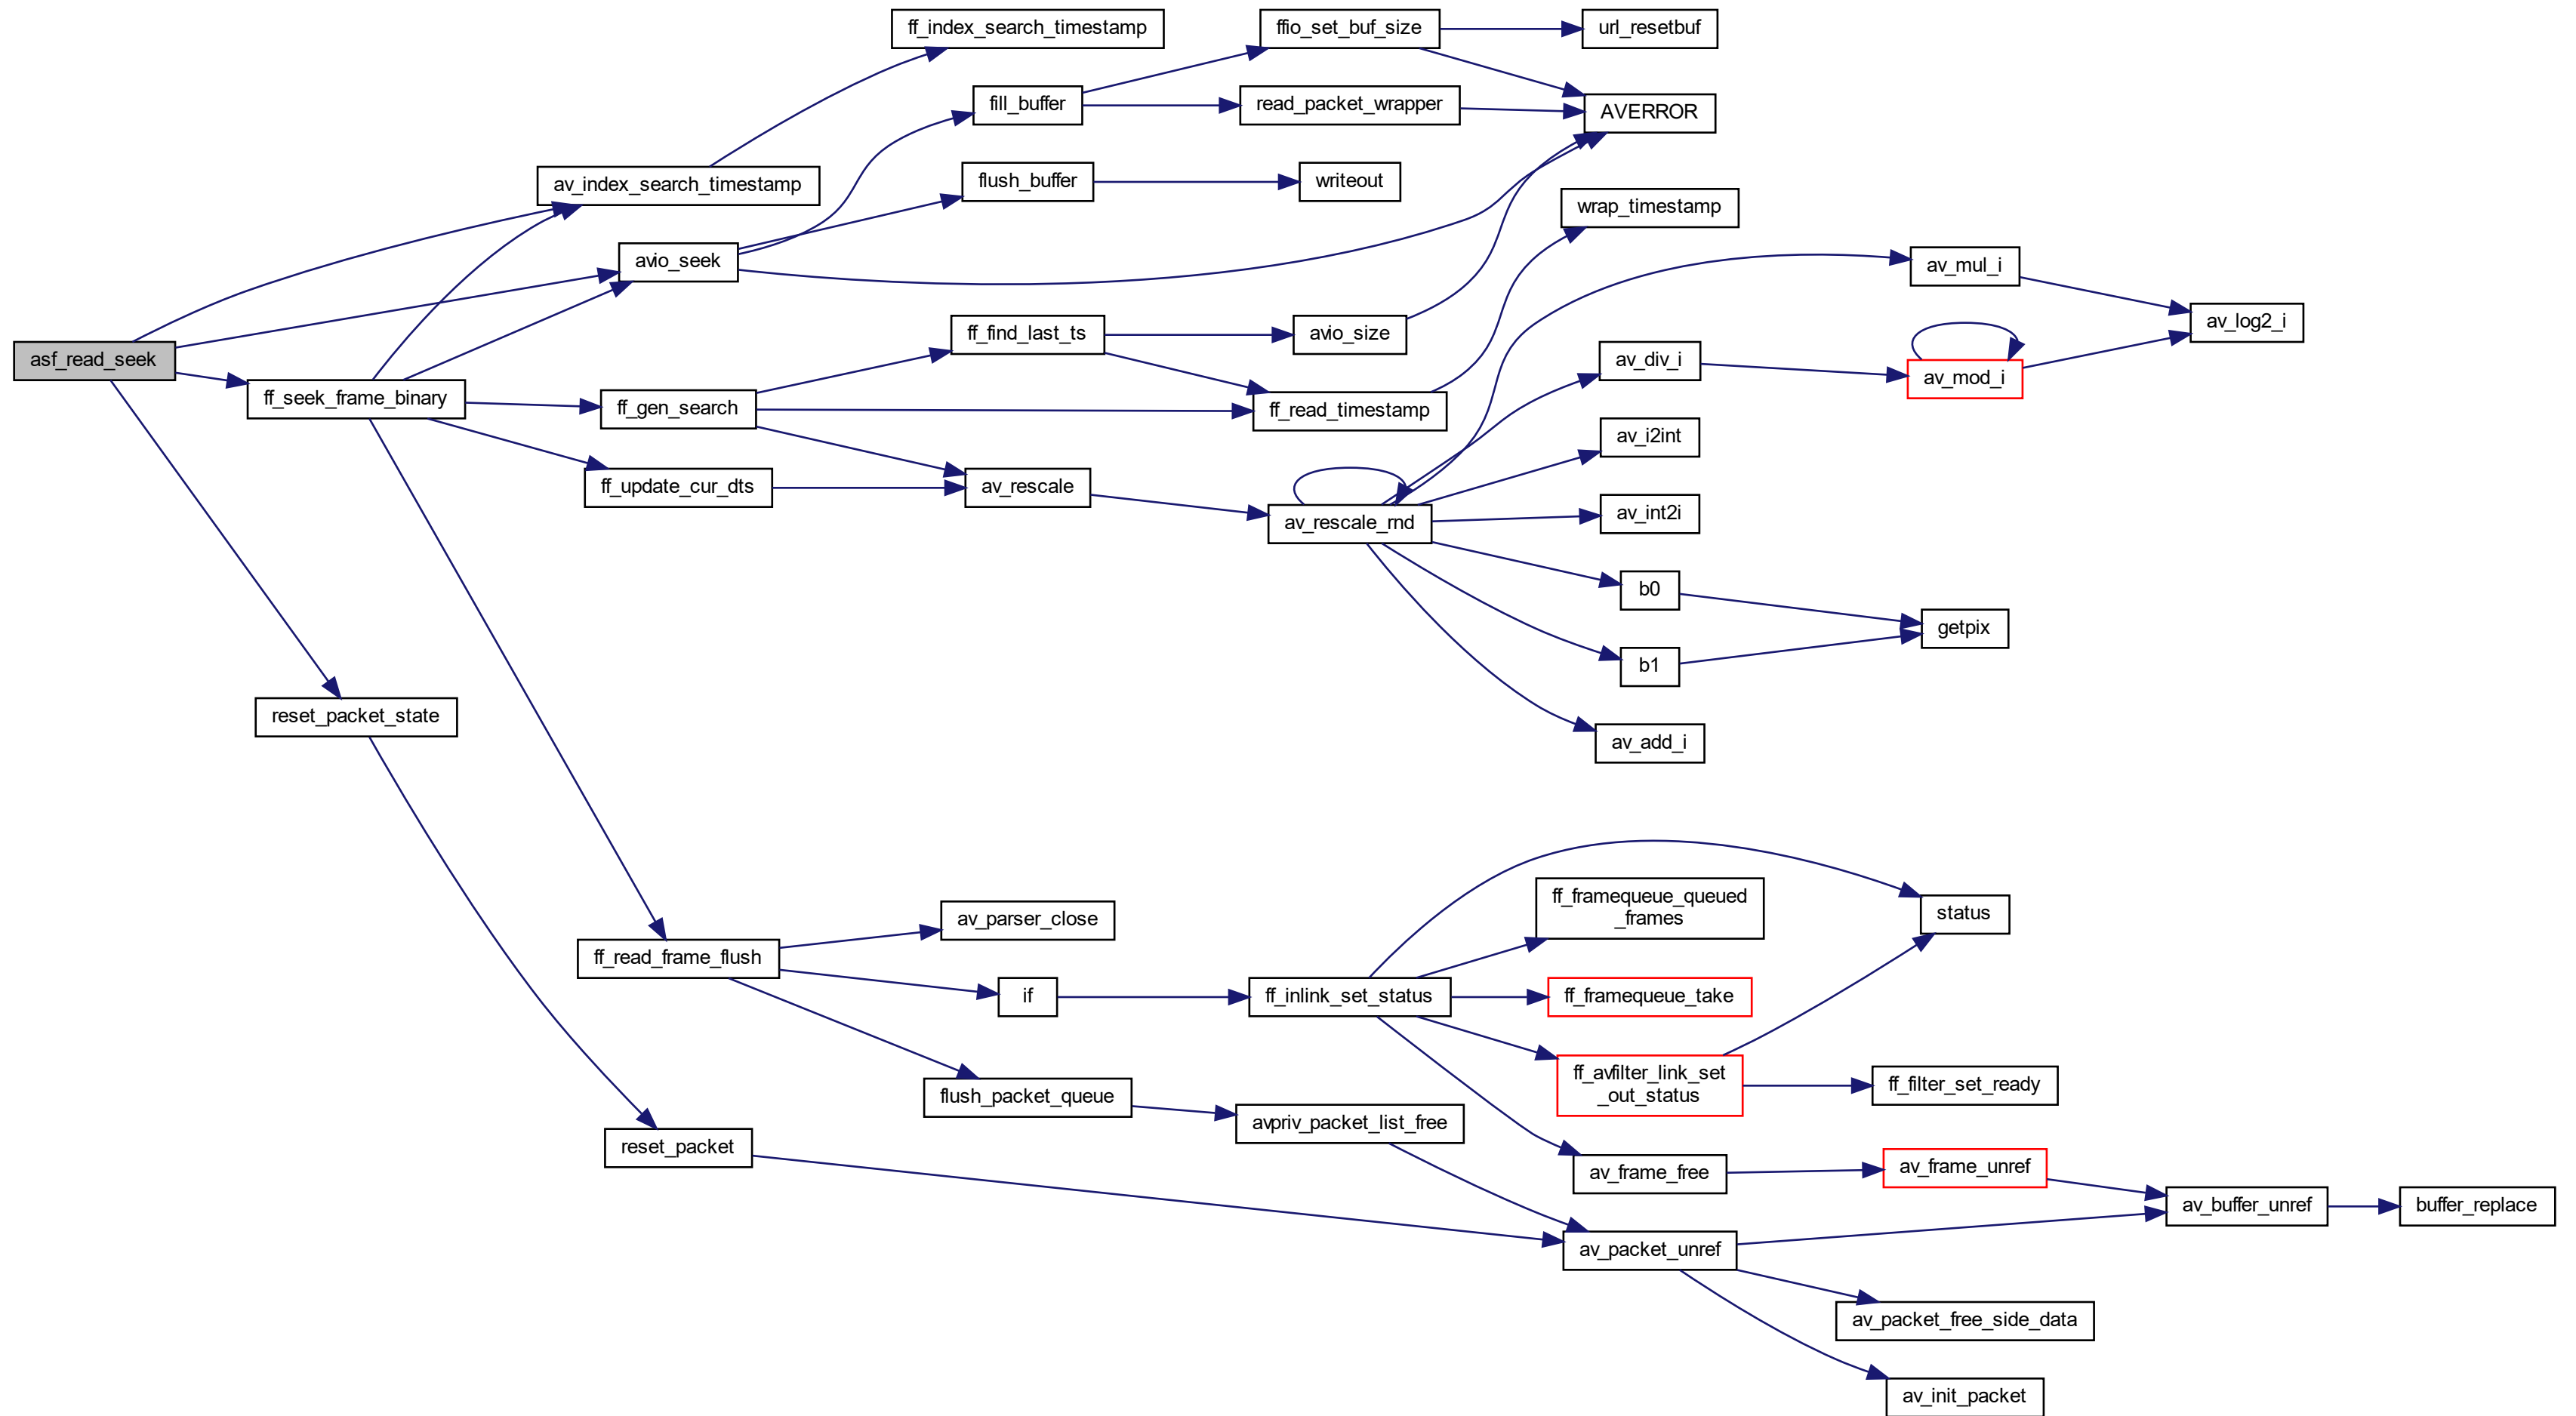 ff_index_search_timestamp
ffio_set_buf_size
url_resetbuf
fill_buffer
read_packet_wrapper
AVERROR
av_index_search_timestamp
flush_buffer
writeout
wrap_timestamp
avio_seek
av_mul_i
ff_find_last_ts
avio_size
av_log2_i
asf_read_seek
av_div_i
av_mod_i
ff_seek_frame_binary
ff_gen_search
ff_read_timestamp
av_i2int
ff_update_cur_dts
av_rescale
av_rescale_rnd
av_int2i
b0
getpix
b1
reset_packet_state
av_add_i
ff_framequeue_queued
_frames
status
av_parser_close
ff_read_frame_flush
if
ff_inlink_set_status
ff_framequeue_take
ff_avfilter_link_set
_out_status
ff_filter_set_ready
flush_packet_queue
avpriv_packet_list_free
reset_packet
av_frame_free
av_frame_unref
av_buffer_unref
buffer_replace
av_packet_unref
av_packet_free_side_data
av_init_packet